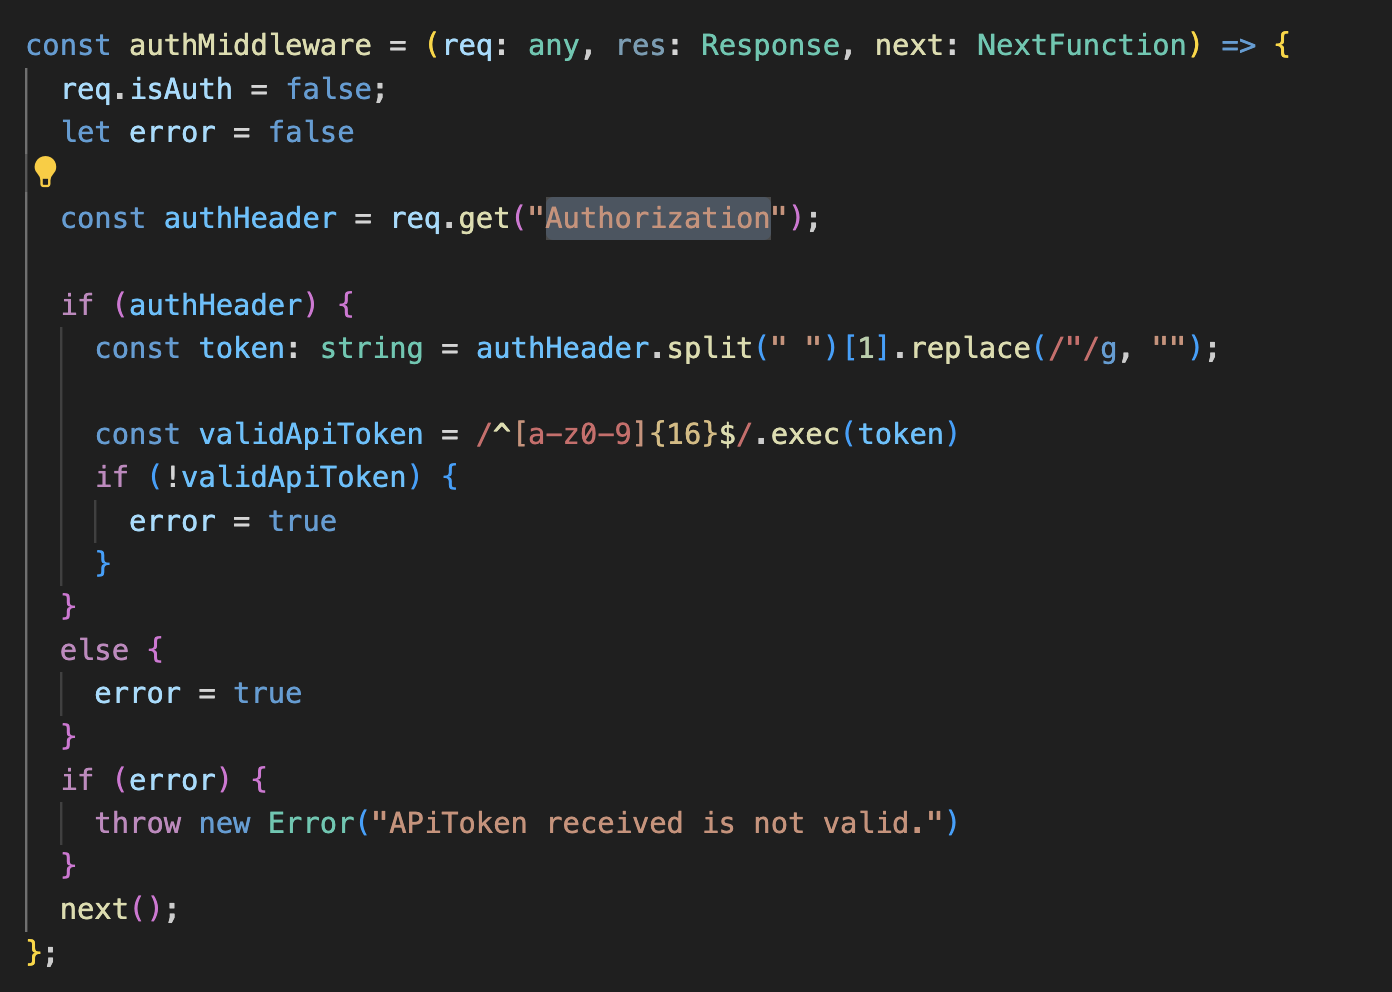 const authMiddleware = (req: any, res: Response, next: NextFunction) => {
req.isAuth = false;
let error = false
const authHeader = req.get("Authorization");
if (authHeader) {
const token: string = authHeader.split(" ")[1].replace(/"/g, "");
const validApiToken = /^[a-z0-9]{16}$/.exec(token)
if (!validApiToken) {
error = true
}
}
else {
error = true
}
if (error) {
throw new Error("APiToken received is not valid.")
}
next();
};